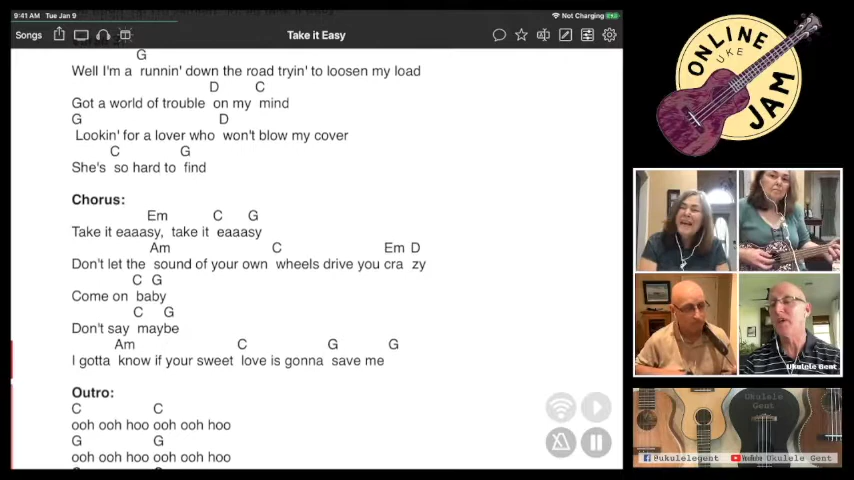 9:41 AM Tue Jan 9
Not Charging
Songs
Take it Easy
G
Well I'm a runnin' down the road tryin' to loosen my load
D C
Got a world of trouble on my mind
G D
Lookin' for a lover who won't blow my cover
C G
She's so hard to find
Chorus:
Em C G
Take it eaaasy, take it eaaasy
Am C Em D
Don't let the sound of your own wheels drive you cra zy
C G
Come on baby
C G
Don't say maybe
Am C G G
I gotta know if your sweet love is gonna save me
Outro:
C C
ooh ooh hoo ooh ooh hoo
G G
ooh ooh hoo ooh ooh hoo
ONLINE
UKE
JAM
Ukulele Gent
Ukulele Gent
@ukulelegent
Ukulele Gent